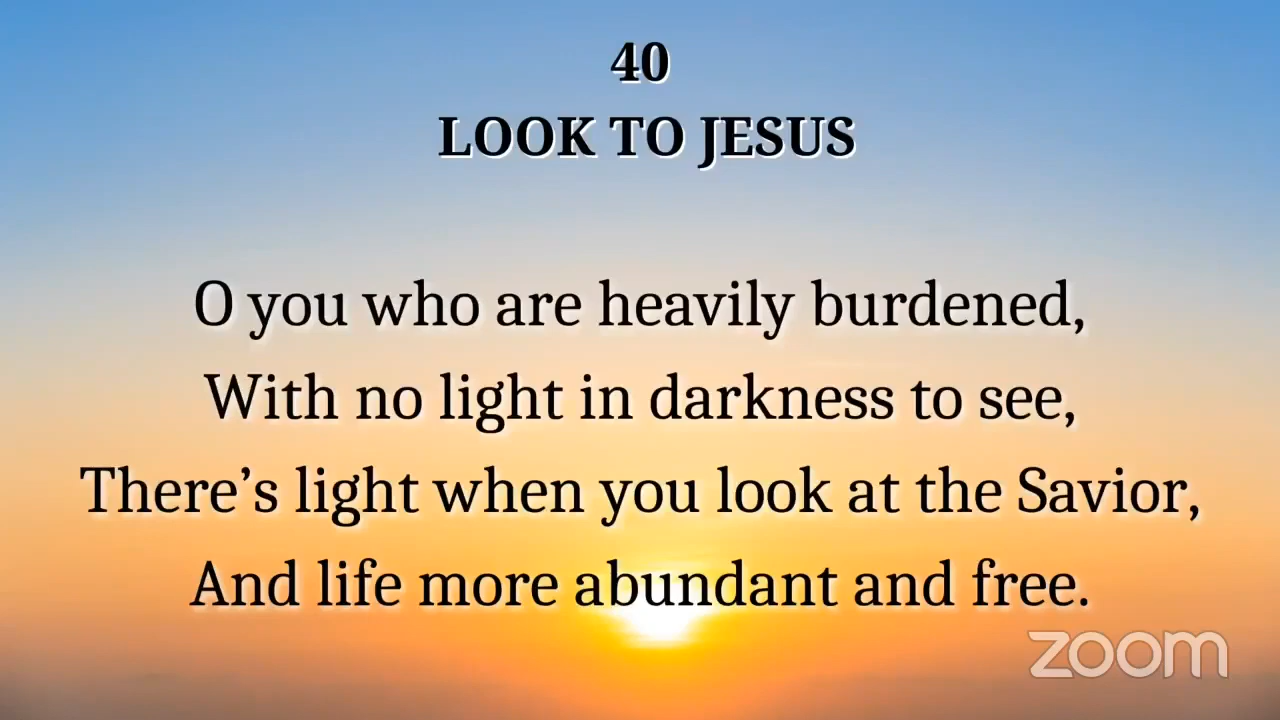 40
LOOK TO JESUS
O you who are heavily burdened,
With no light in darkness to see,
There’s light when you look at the Savior,
And life more abundant and free.
zoom